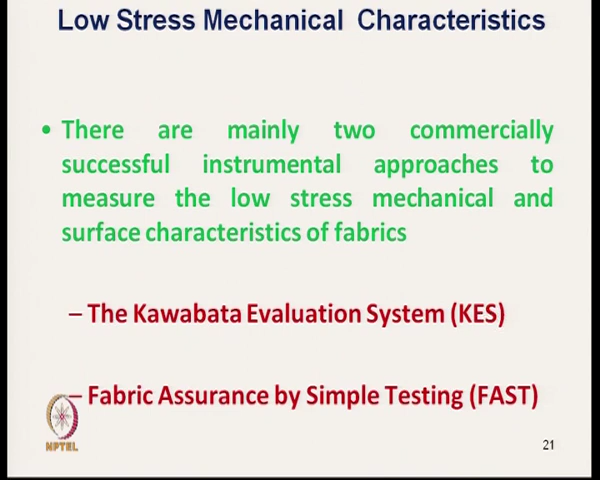 Low Stress Mechanical Characteristics
• There are mainly two commercially
successful instrumental approaches to
measure the low stress mechanical and
surface characteristics of fabrics
– The Kawabata Evaluation System (KES)
– Fabric Assurance by Simple Testing (FAST)
NPTEL
21